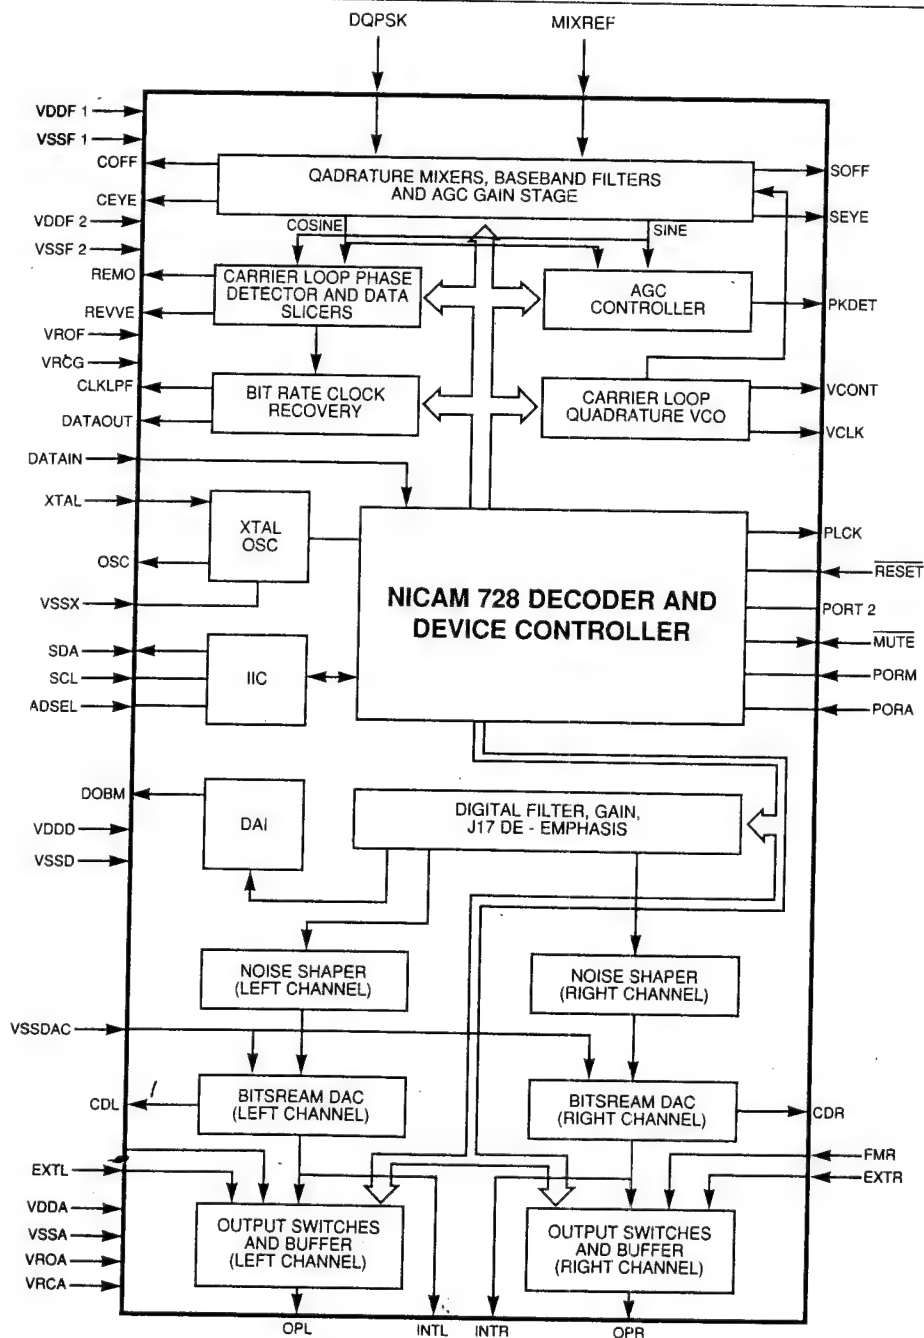 DQPSK
MIXREF
VDDF 1
VSSF 1
COFF
CEYE
VDDF 2
VSSF 2
REMO
REVVE
VROF
VRCG
CLKLPF
DATAOUT
DATAIN
XTAL
OSC
VSSX
SDA
SCL
ADSEL
DOBM
VDDD
VSSD
VSSDAC
CDL
EXTL
VDDA
VSSA
VROA
VRCA
QADRATURE MIXERS, BASEBAND FILTERS
AND AGC GAIN STAGE
COSINE
SINE
CARRIER LOOP PHASE
DETECTOR AND DATA
SLICERS
AGC
CONTROLLER
BIT RATE CLOCK
RECOVERY
CARRIER LOOP
QUADRATURE VCO
XTAL
OSC
NICAM 728 DECODER AND
DEVICE CONTROLLER
IIC
DAI
DIGITAL FILTER, GAIN,
J17 DE - EMPHASIS
NOISE SHAPER
(LEFT CHANNEL)
NOISE SHAPER
(RIGHT CHANNEL)
BITSREAM DAC
(LEFT CHANNEL)
BITSREAM DAC
(RIGHT CHANNEL)
OUTPUT SWITCHES
AND BUFFER
(LEFT CHANNEL)
OUTPUT SWITCHES
AND BUFFER
(RIGHT CHANNEL)
SOFF
SEYE
PKDET
VCONT
VCLK
PLCK
RESET
PORT 2
MUTE
PORM
PORA
CDR
FMR
EXTR
OPL
INTL
INTR
OPR